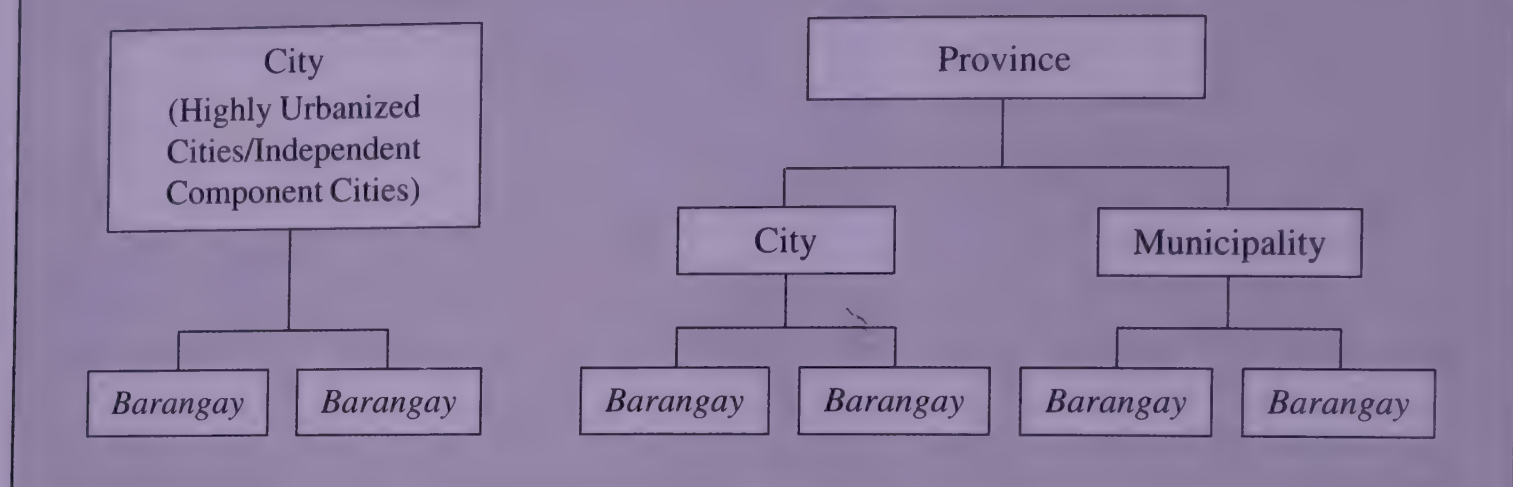 City
(Highly Urbanized
Cities/Independent
Component Cities)
Province
City
Municipality
Barangay
Barangay
Barangay
Barangay
Barangay
Barangay